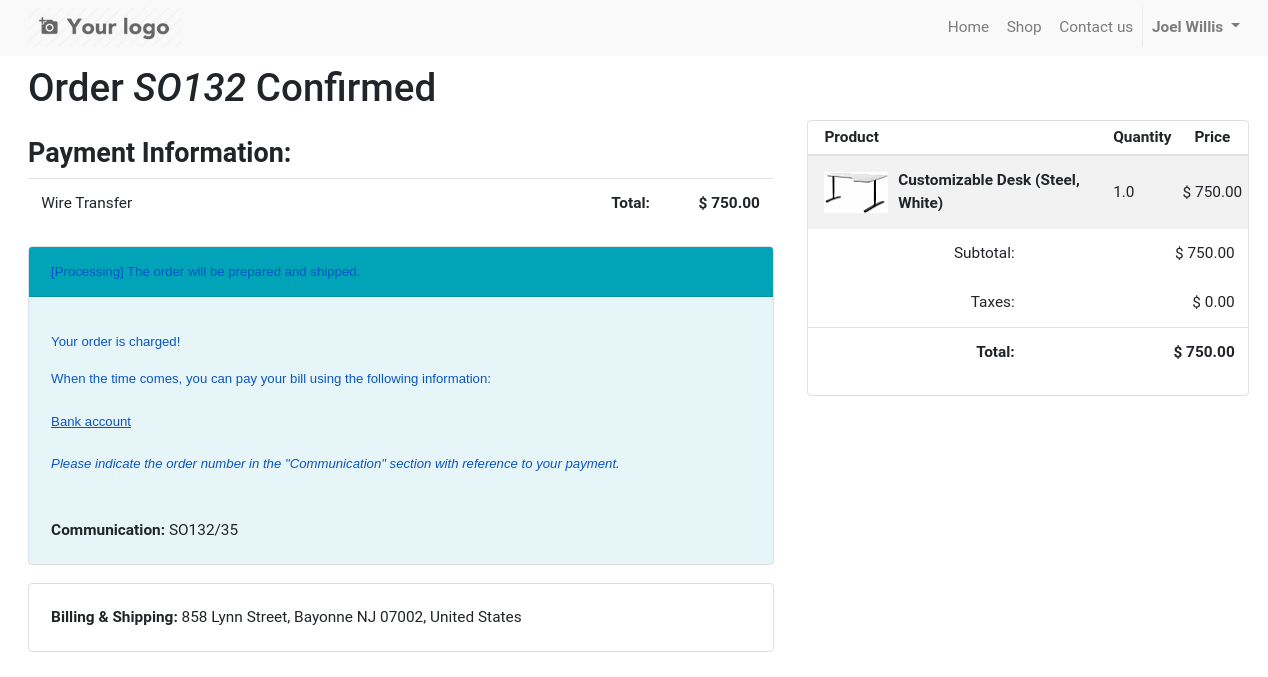 Your logo
Home Shop Contact us Joel Willis
Order SO132 Confirmed
Payment Information:
Wire Transfer Total: $ 750.00
[Processing] The order will be prepared and shipped.
Your order is charged!
When the time comes, you can pay your bill using the following information:
Bank account
Please indicate the order number in the "Communication" section with reference to your payment.
Communication: SO132/35
Billing & Shipping: 858 Lynn Street, Bayonne NJ 07002, United States
Product Quantity Price
Customizable Desk (Steel,
White) 1.0 $ 750.00
Subtotal: $ 750.00
Taxes: $ 0.00
Total: $ 750.00